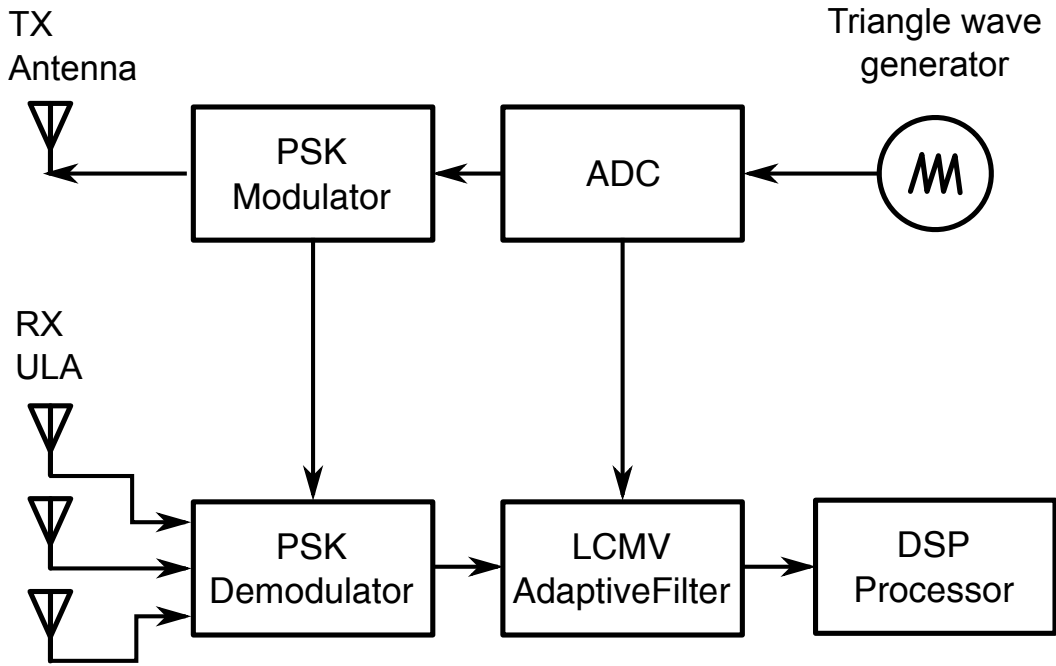 TX
Antenna
Triangle wave
generator
PSK
Modulator
ADC
RX
ULA
PSK
Demodulator
LCMV
AdaptiveFilter
DSP
Processor